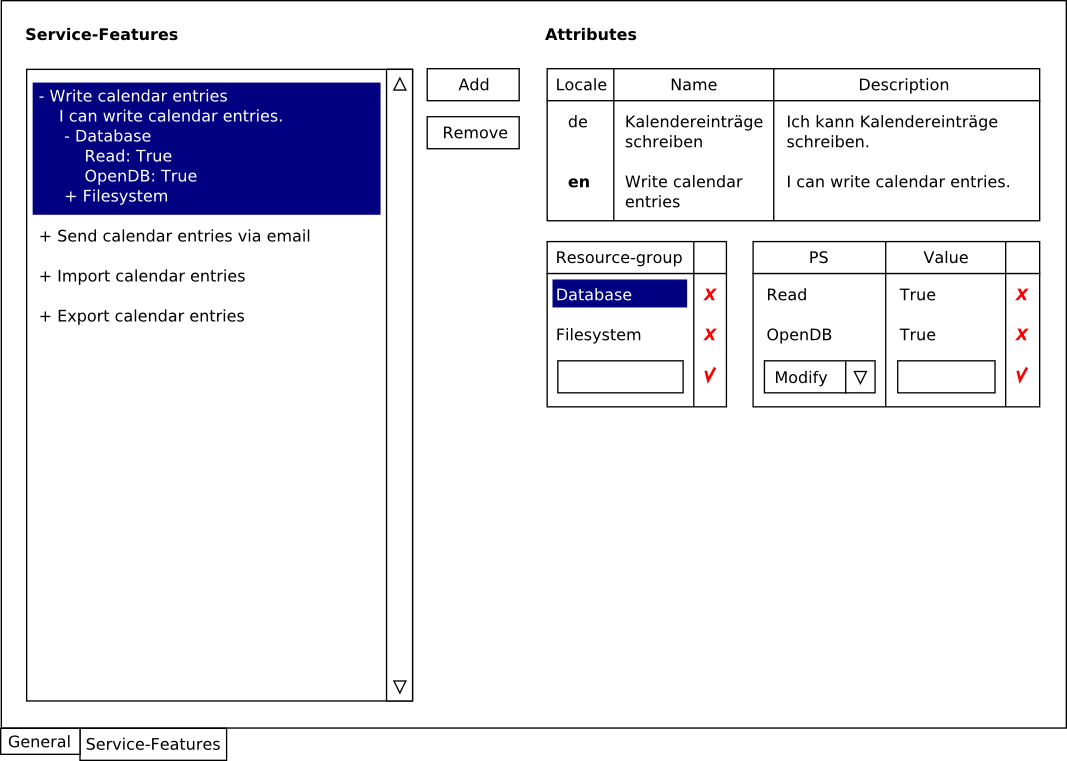 Service-Features
- Write calendar entries
I can write calendar entries.
- Database
Read: True
OpenDB: True
+ Filesystem
+ Send calendar entries via email
+ Import calendar entries
+ Export calendar entries
Add
Remove
Attributes
Locale Name Description
de Kalendereinträge Ich kann Kalendereinträge
schreiben schreiben.
en Write calendar I can write calendar entries.
entries
Resource-group
Database x
Filesystem x
PS Value
Read True x
OpenDB True x
Modify
General Service-Features